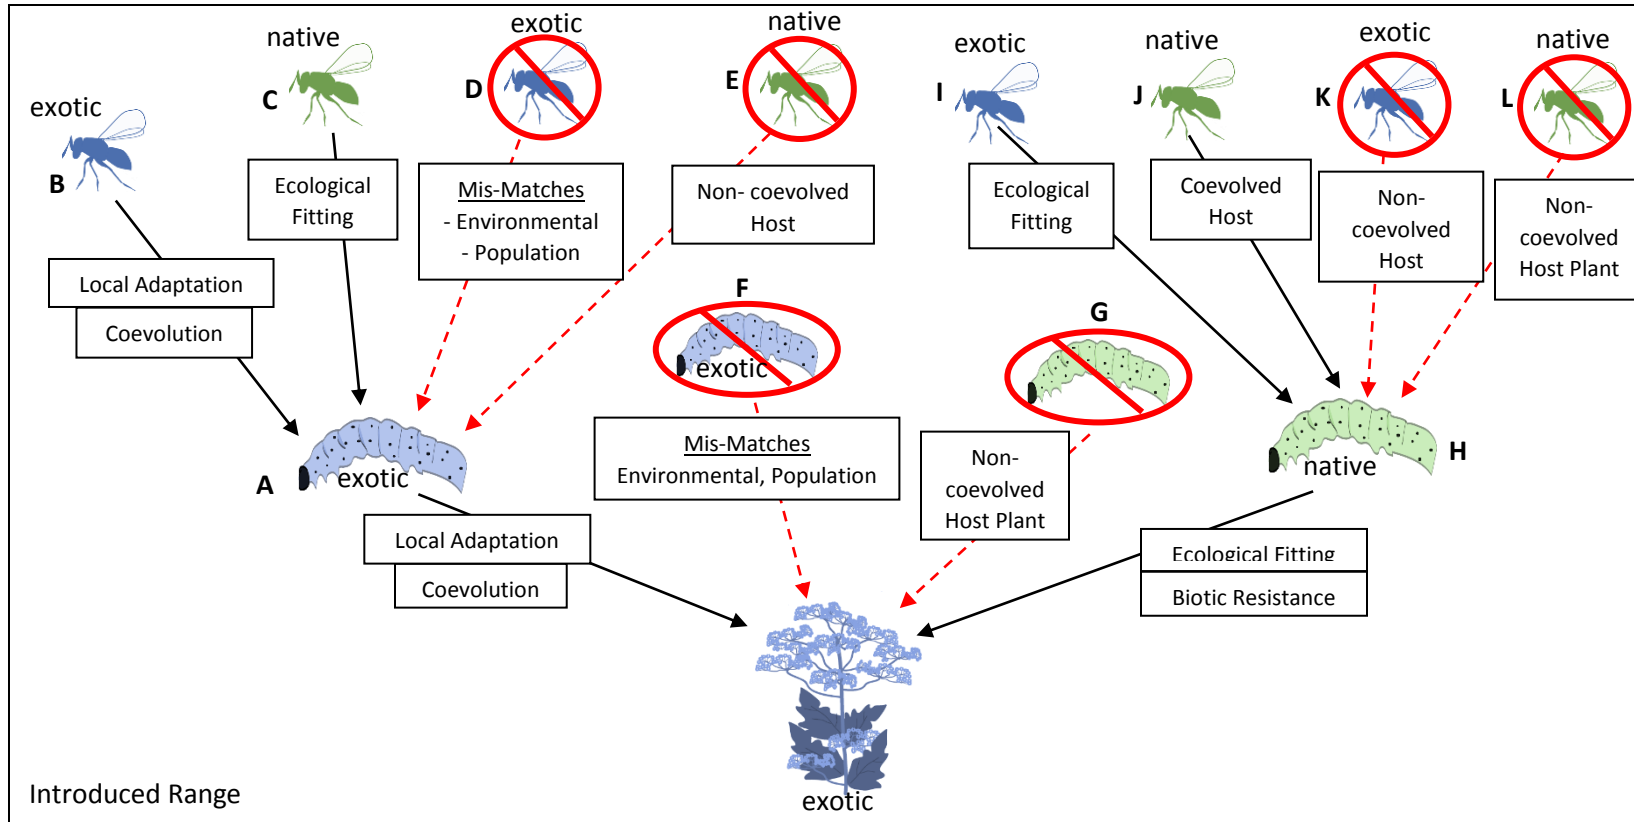 exotic
B
native
C
exotic
D
native
E
exotic
I
native
J
exotic
K
native
L
Local Adaptation
Coevolution
Ecological
Fitting
Mis-Matches
- Environmental
- Population
Non- coevolved
Host
Ecological
Fitting
Coevolved
Host
Non-
coevolved
Host
Non-
coevolved
Host Plant
A
exotic
F
exotic
G
native
H
Local Adaptation
Coevolution
Mis-Matches
Environmental, Population
Non-
coevolved
Host Plant
Ecological Fitting
Biotic Resistance
exotic
Introduced Range